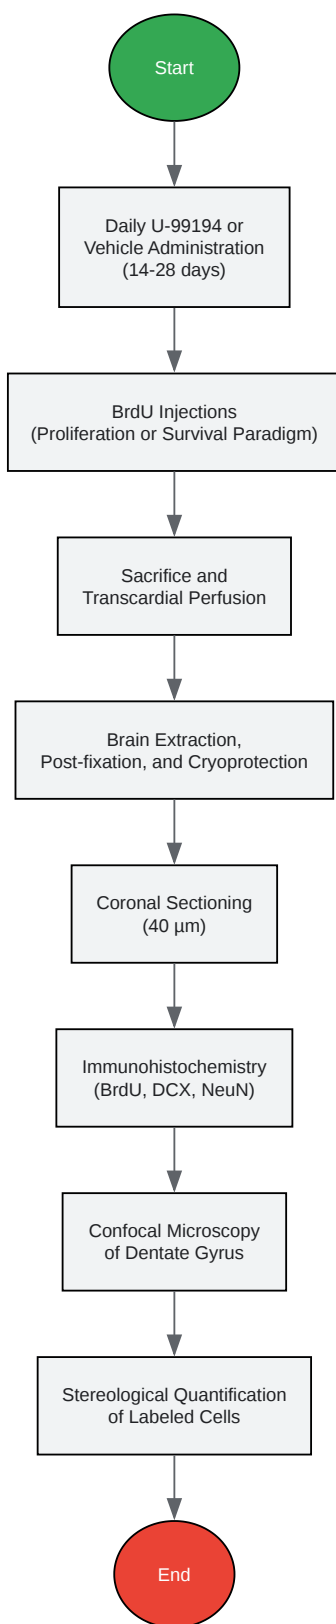 Start
Daily U-99194 or
Vehicle Administration
(14-28 days)
BrdU Injections
(Proliferation or Survival Paradigm)
Sacrifice and
Transcardial Perfusion
Brain Extraction,
Post-fixation, and Cryoprotection
Coronal Sectioning
(40 µm)
Immunohistochemistry
(BrdU, DCX, NeuN)
Confocal Microscopy
of Dentate Gyrus
Stereological Quantification
of Labeled Cells
End